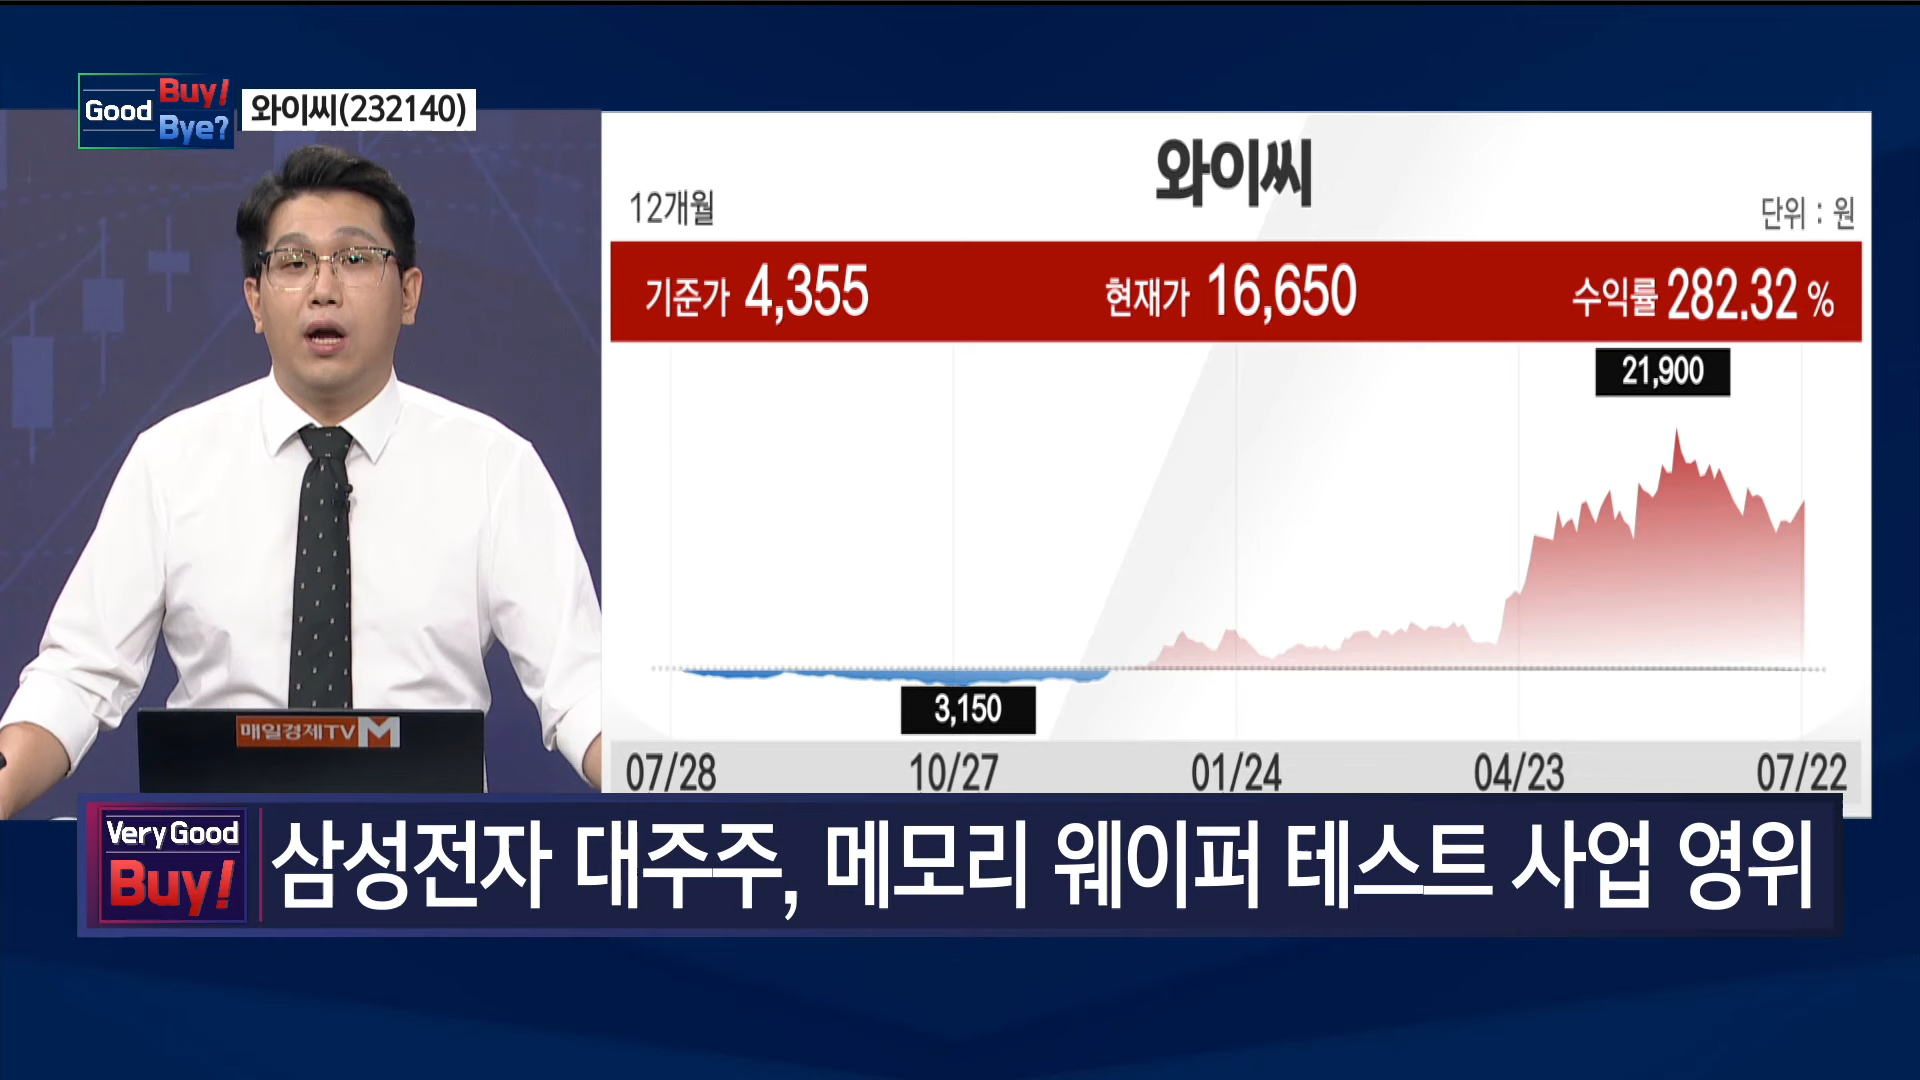 Good Buy!
Bye?
와이씨(232140)
와이씨
12개월
단위 : 원
기준가 4,355
현재가 16,650
수익률 282.32 %
21,900
3,150
07/28
10/27
01/24
04/23
07/22
매일경제TV M
Very Good
Buy!
삼성전자 대주주, 메모리 웨이퍼 테스트 사업 영위